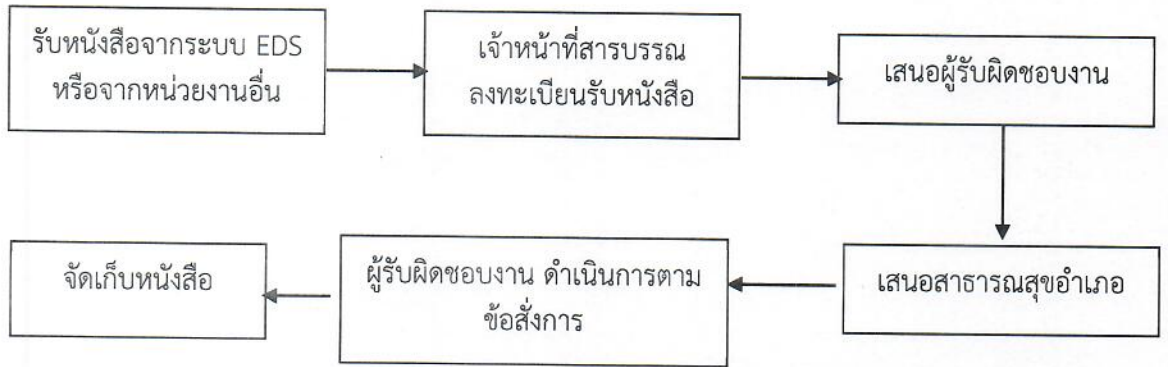 รับหนังสือจากระบบ EDS
หรือจากหน่วยงานอื่น
เจ้าหน้าที่สารบรรณ
ลงทะเบียนรับหนังสือ
เสนอผู้รับผิดชอบงาน
เสนอสาธารณสุขอำเภอ
ผู้รับผิดชอบงาน ดำเนินการตาม
ข้อสั่งการ
จัดเก็บหนังสือ